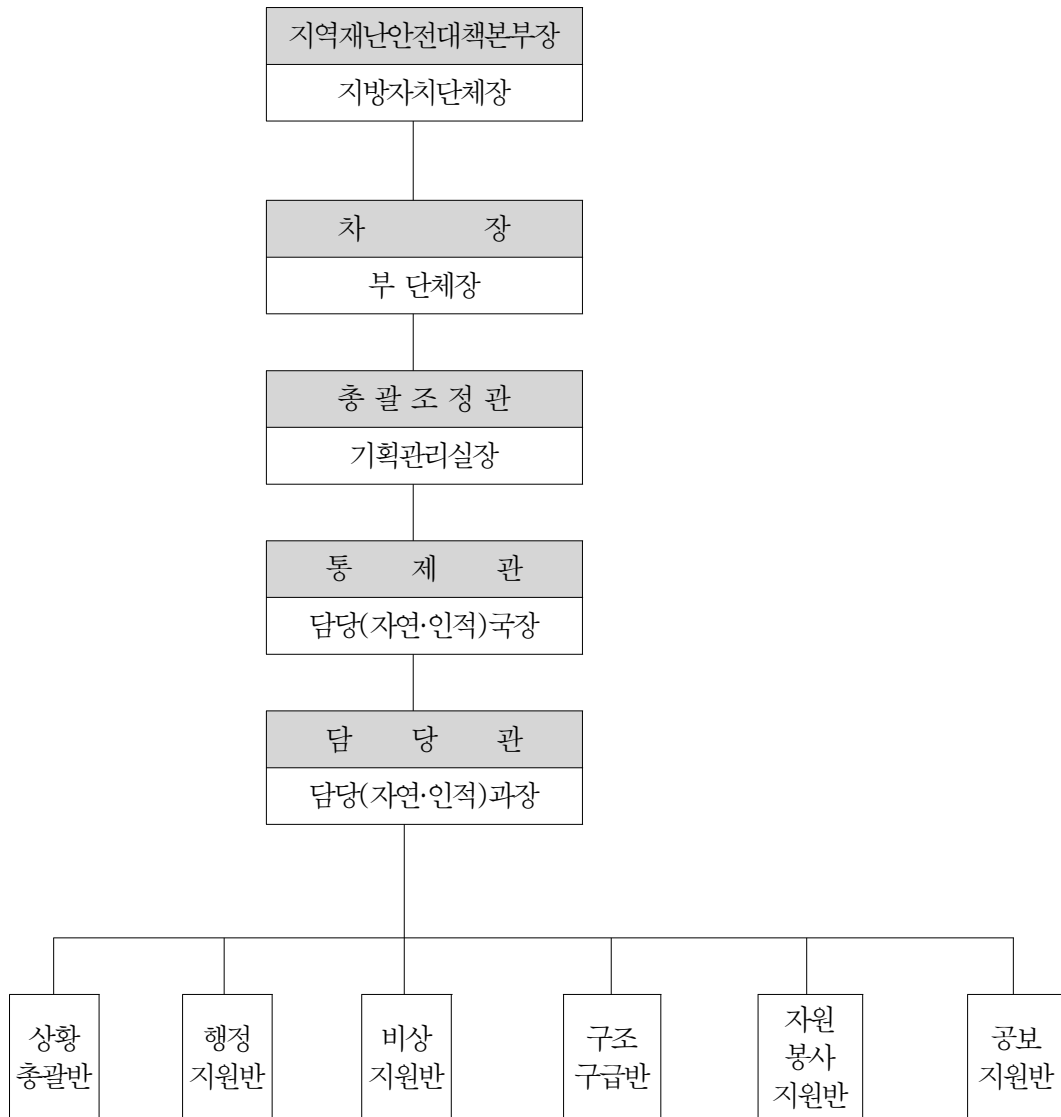 지역재난안전대책본부장
지방자치단체장
차 장
부 단체장
총 괄 조 정 관
기획관리실장
통 제 관
담당(자연·인적)국장
담 당 관
담당(자연·인적)과장
상황
총괄반
행정
지원반
비상
지원반
구조
구급반
자원
봉사
지원반
공보
지원반